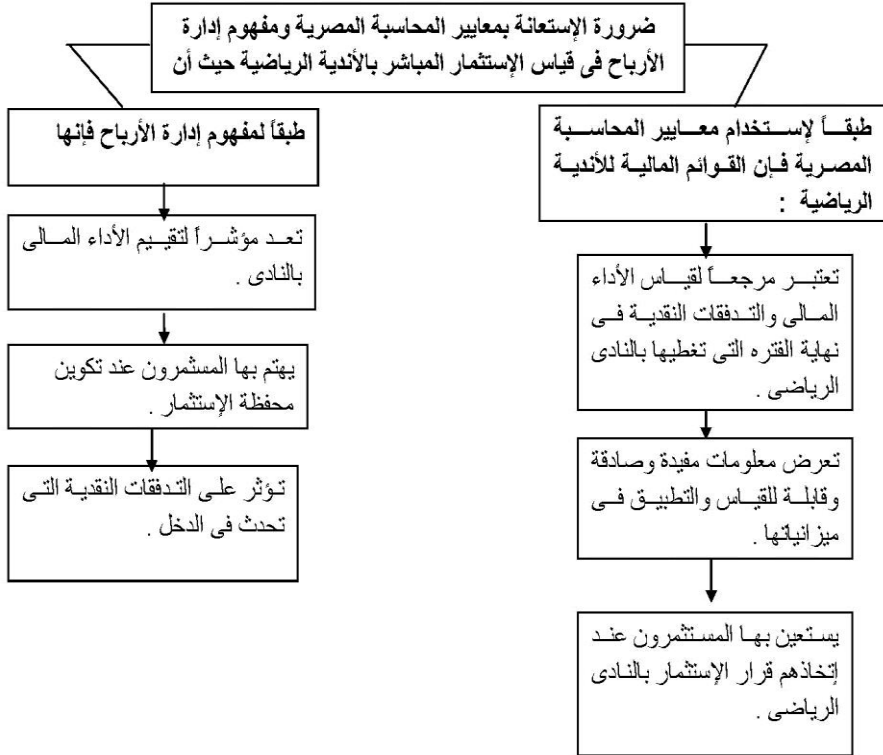 ضرورة الإستعانة بمعايير المحاسبة المصرية ومفهوم إدارة
الأرباح فى قياس الإستثمار المباشر بالأندية الرياضية حيث أن
طبقاً لإستخدام معايير المحاسبة
المصرية فإن القوائم المالية للأندية
الرياضية :
تعتبر مرجعاً لقياس الأداء
المالى والتدفقات النقدية فى
نهاية الفتره التى تغطيها بالنادى
الرياضى .
تعرض معلومات مفيدة وصادقة
وقابلة للقياس والتطبيق فى
ميزانياتها .
يستعين بها المستثمرون عند
إتخاذهم قرار الإستثمار بالنادى
الرياضى .
طبقاً لمفهوم إدارة الأرباح فإنها
تعد مؤشراً لتقييم الأداء المالى
بالنادى .
يهتم بها المسثمرون عند تكوين
محفظة الإستثمار .
تؤثر على التدفقات النقدية التى
تحدث فى الدخل .